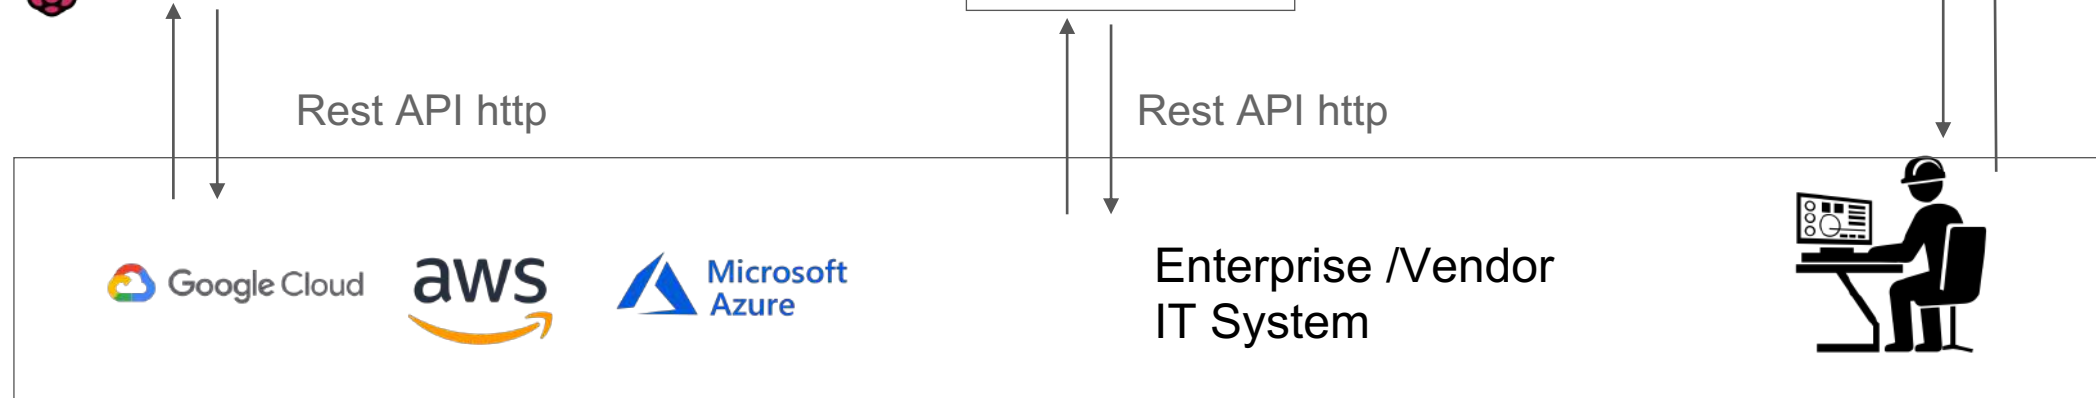 Rest API http
Rest API http
Google Cloud
aws
Microsoft
Azure
Enterprise /Vendor
IT System